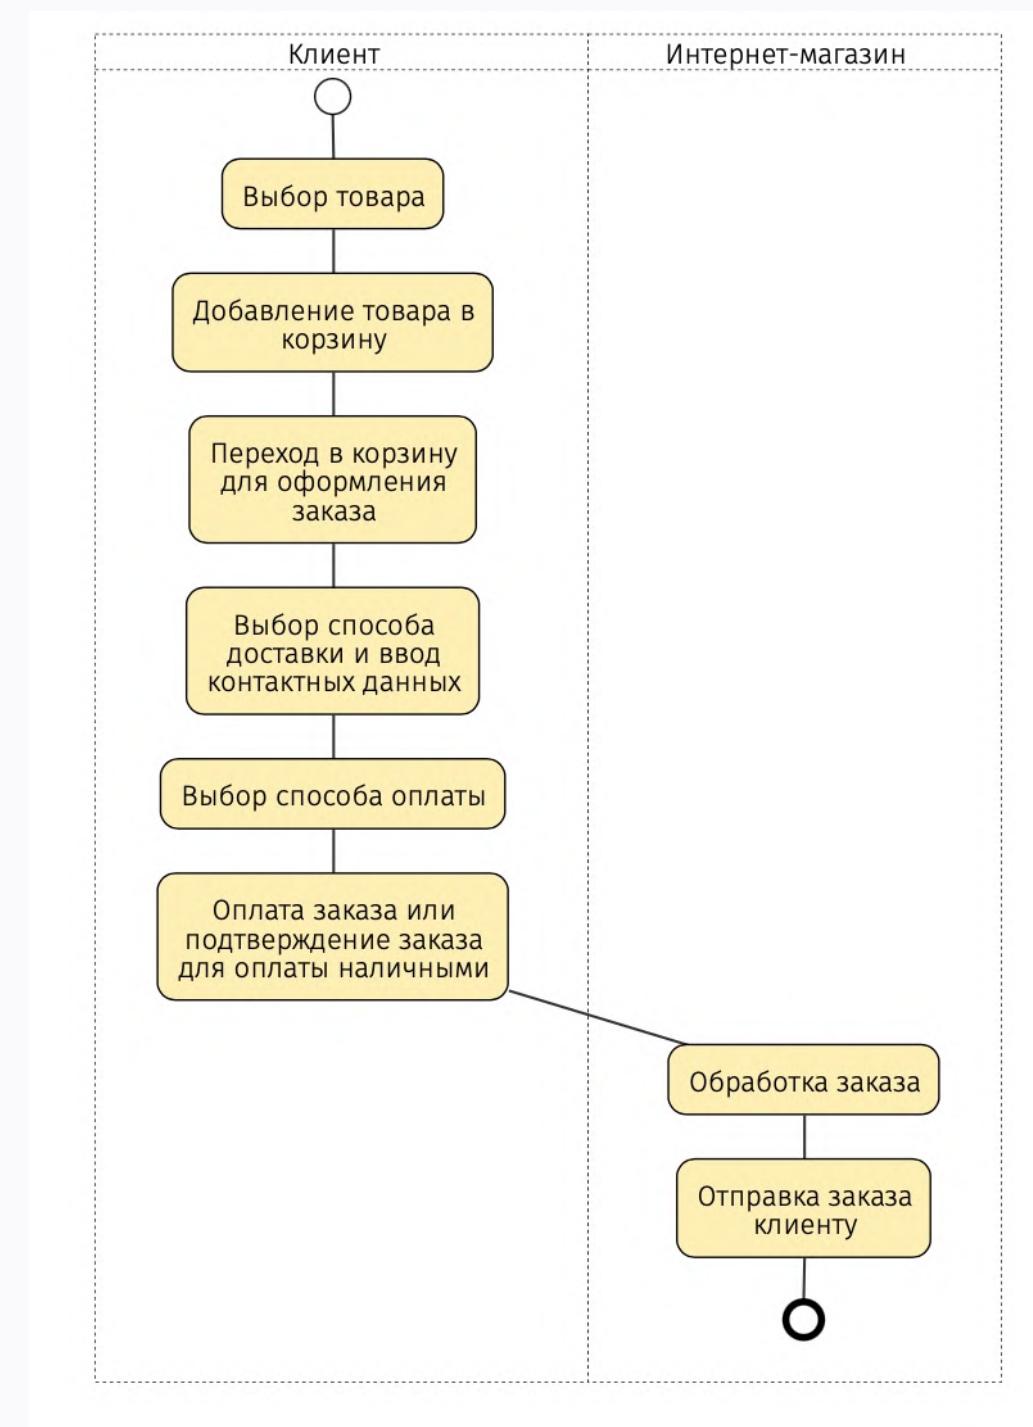 Клиент
Интернет-магазин
Выбор товара
Добавление товара в
корзину
Переход в корзину
для оформления
заказа
Выбор способа
доставки и ввод
контактных данных
Выбор способа оплаты
Оплата заказа или
подтверждение заказа
для оплаты наличными
Обработка заказа
Отправка заказа
клиенту